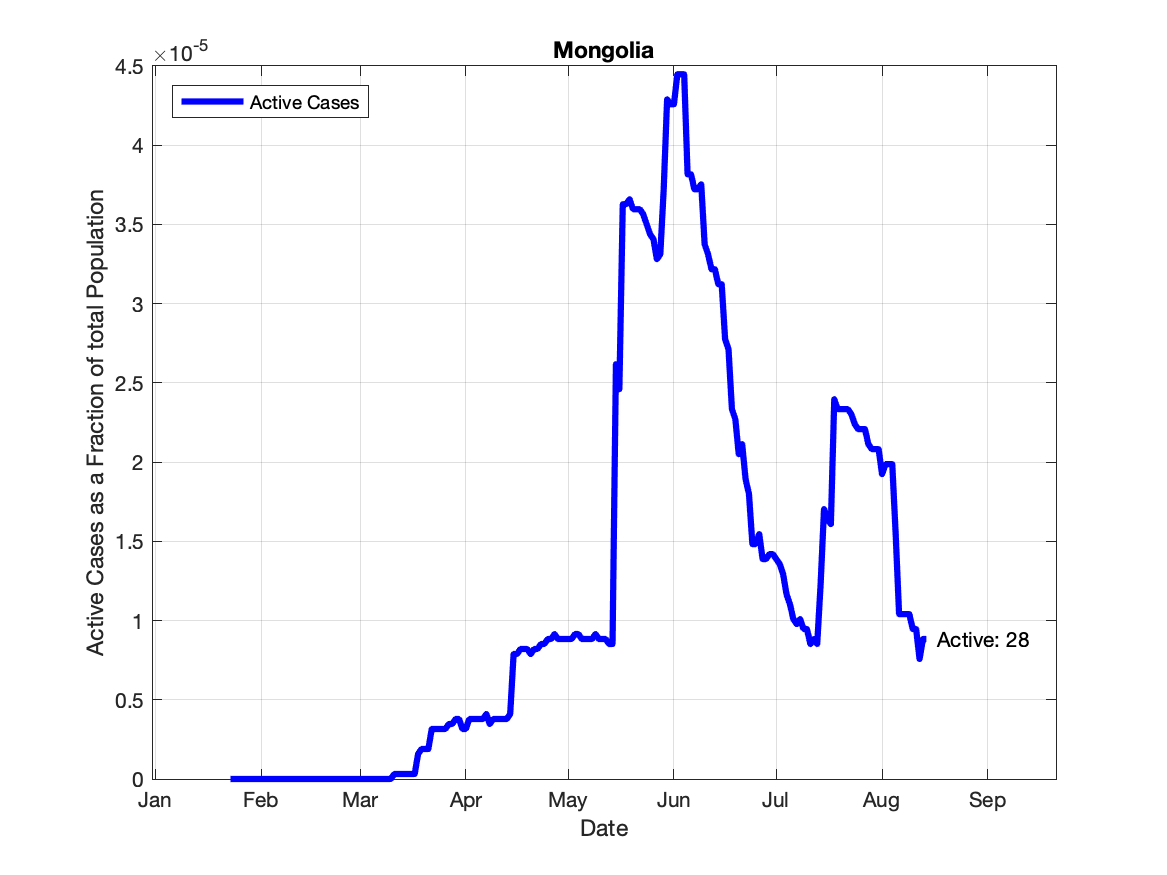 Mongolia
×10-5
4.5
4
3.5
3
2.5
2
1.5
1
0.5
0
Active Cases as a Fraction of total Population
Active Cases
Active: 28
Jan Feb Mar Apr May Jun Jul Aug Sep
Date